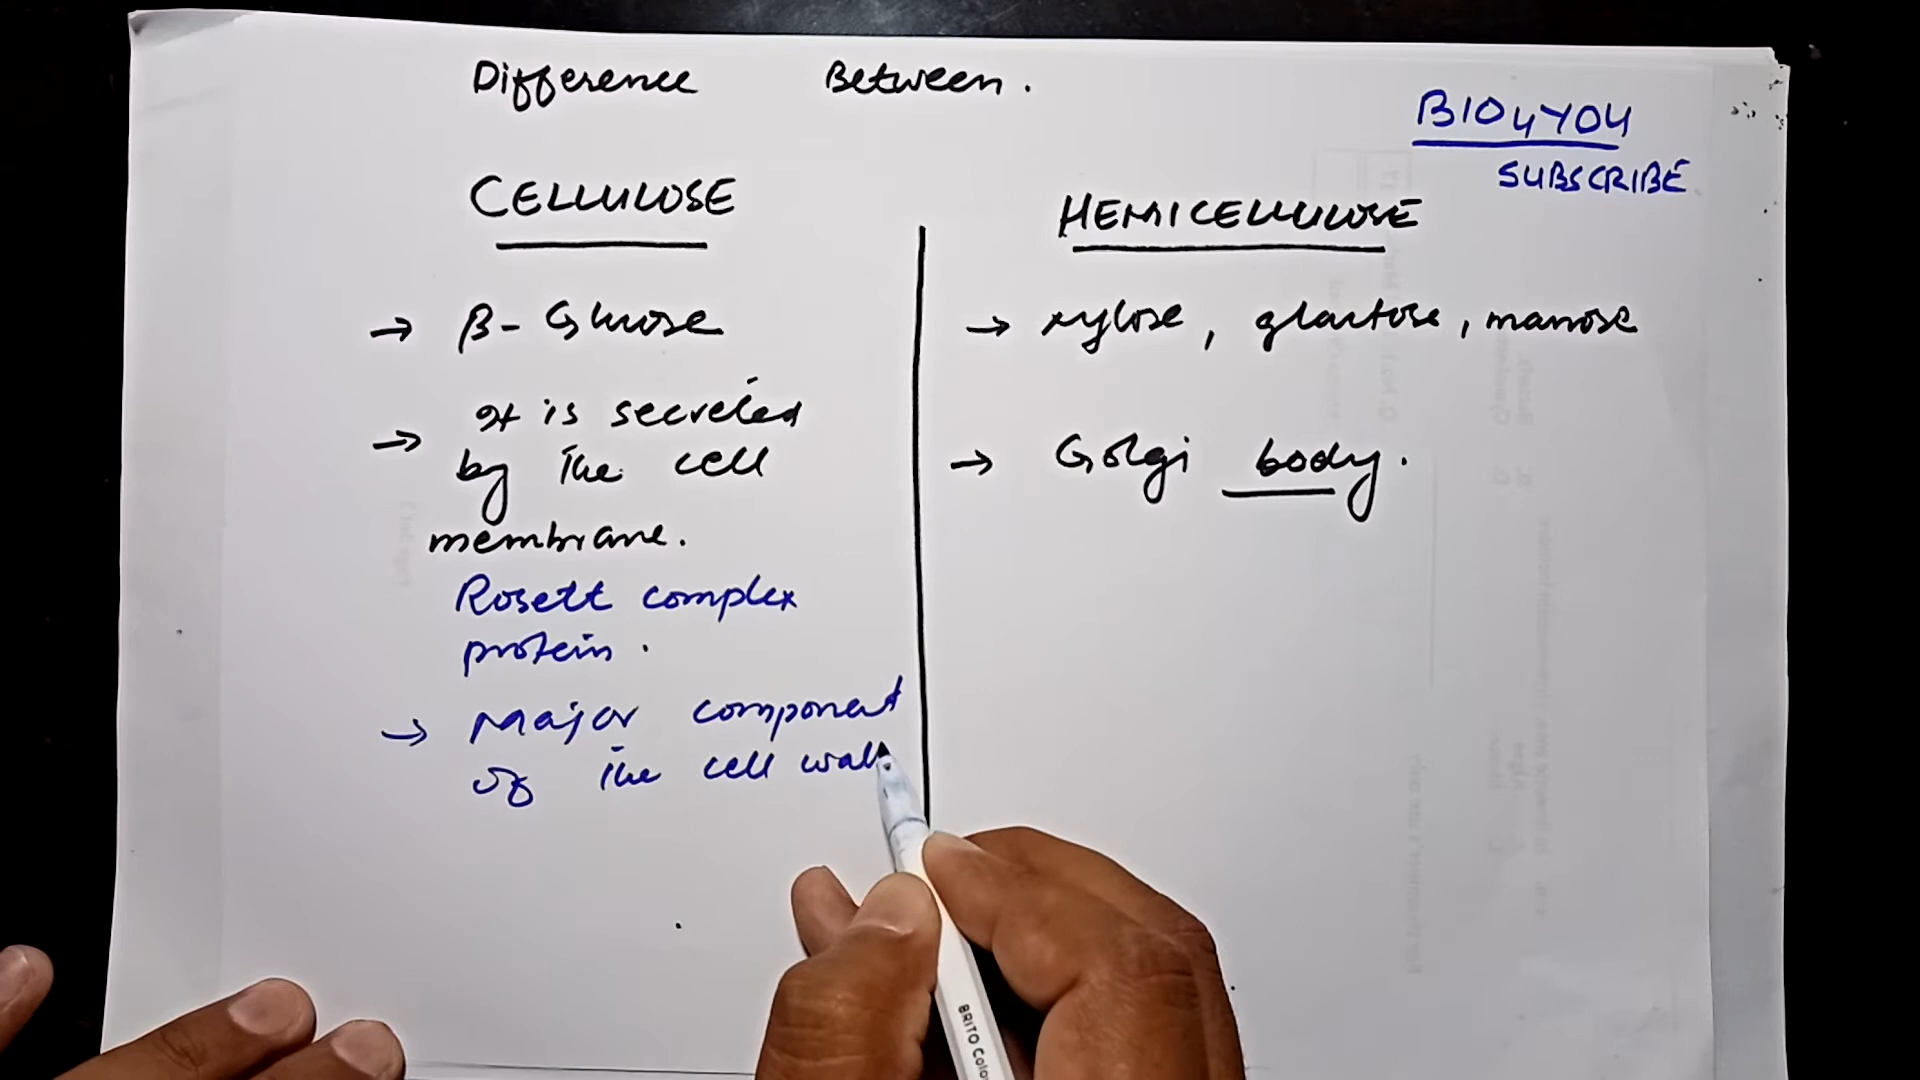 Difference Between.
BIO4YOU
SUBSCRIBE
CELLULOSE
HEMICELLULOSE
→ β- Glucose
→ xylose, glactose, manose
→ It is secreted
by the cell
membrane.
→ Golgi body.
Rosett complex
protein.
→ Major component
of the cell wall.
BRITO